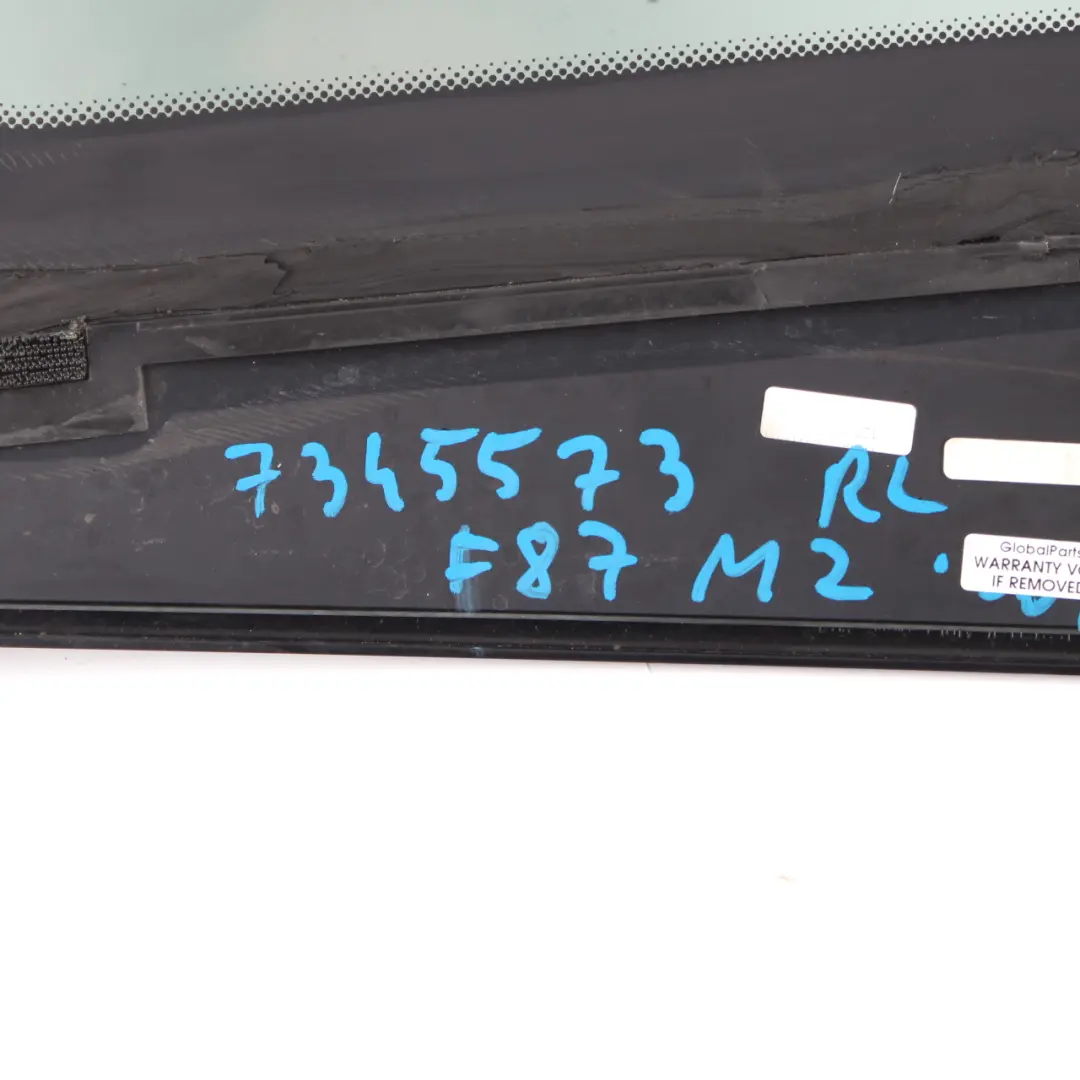 7345573 RL
F87 M2
GlobalParts
WARRANTY
IF REMOVED